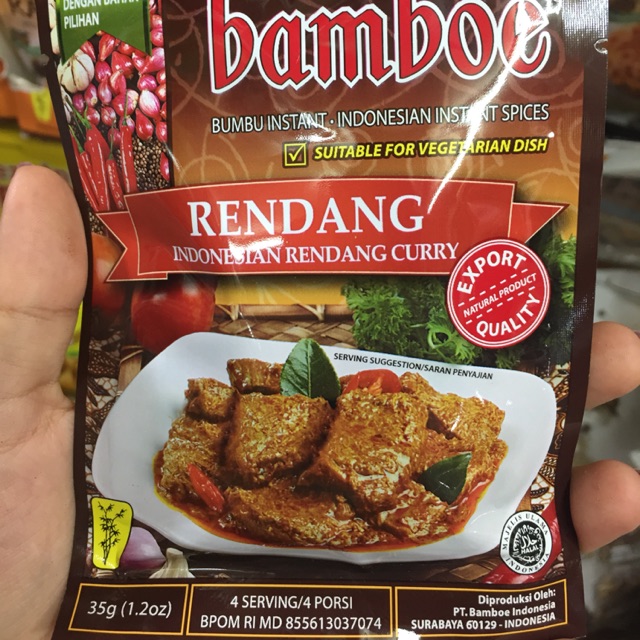 DENGAN BAHAN
PILIHAN
bamboe
BUMBU INSTANT · INDONESIAN INSTANT SPICES
SUITABLE FOR VEGETARIAN DISH
RENDANG
INDONESIAN RENDANG CURRY
EXPORT
NATURAL PRODUCT
QUALITY
SERVING SUGGESTION/SARAN PENYAJIAN
MAJELIS ULAMA
HALAL
INDONESIA
35g (1.2oz)
4 SERVING/4 PORSI
BPOM RI MD 855613037074
Diproduksi Oleh:
PT. Bamboe Indonesia
SURABAYA 60129 - INDONESIA